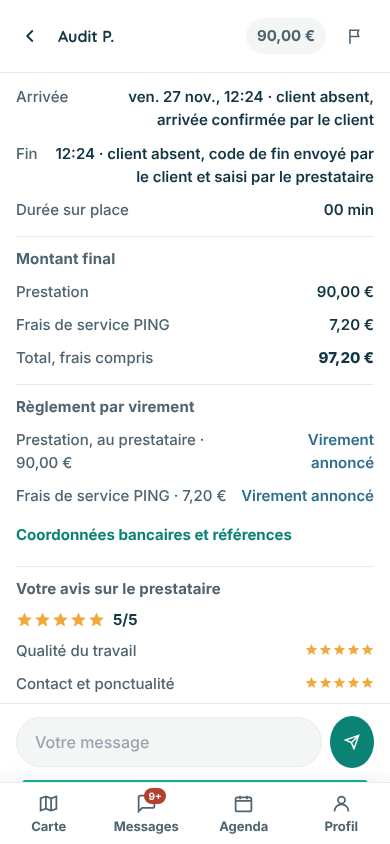 Audit P.
90,00 €
Arrivée
ven. 27 nov., 12:24 · client absent,
arrivée confirmée par le client
Fin
12:24 · client absent, code de fin envoyé par
le client et saisi par le prestataire
Durée sur place
00 min
Montant final
Prestation
90,00 €
Frais de service PING
7,20 €
Total, frais compris
97,20 €
Règlement par virement
Prestation, au prestataire ·
90,00 €
Virement
annoncé
Frais de service PING · 7,20 €
Virement annoncé
Coordonnées bancaires et références
Votre avis sur le prestataire
5/5
Qualité du travail
Contact et ponctualité
Votre message
9+
Carte
Messages
Agenda
Profil